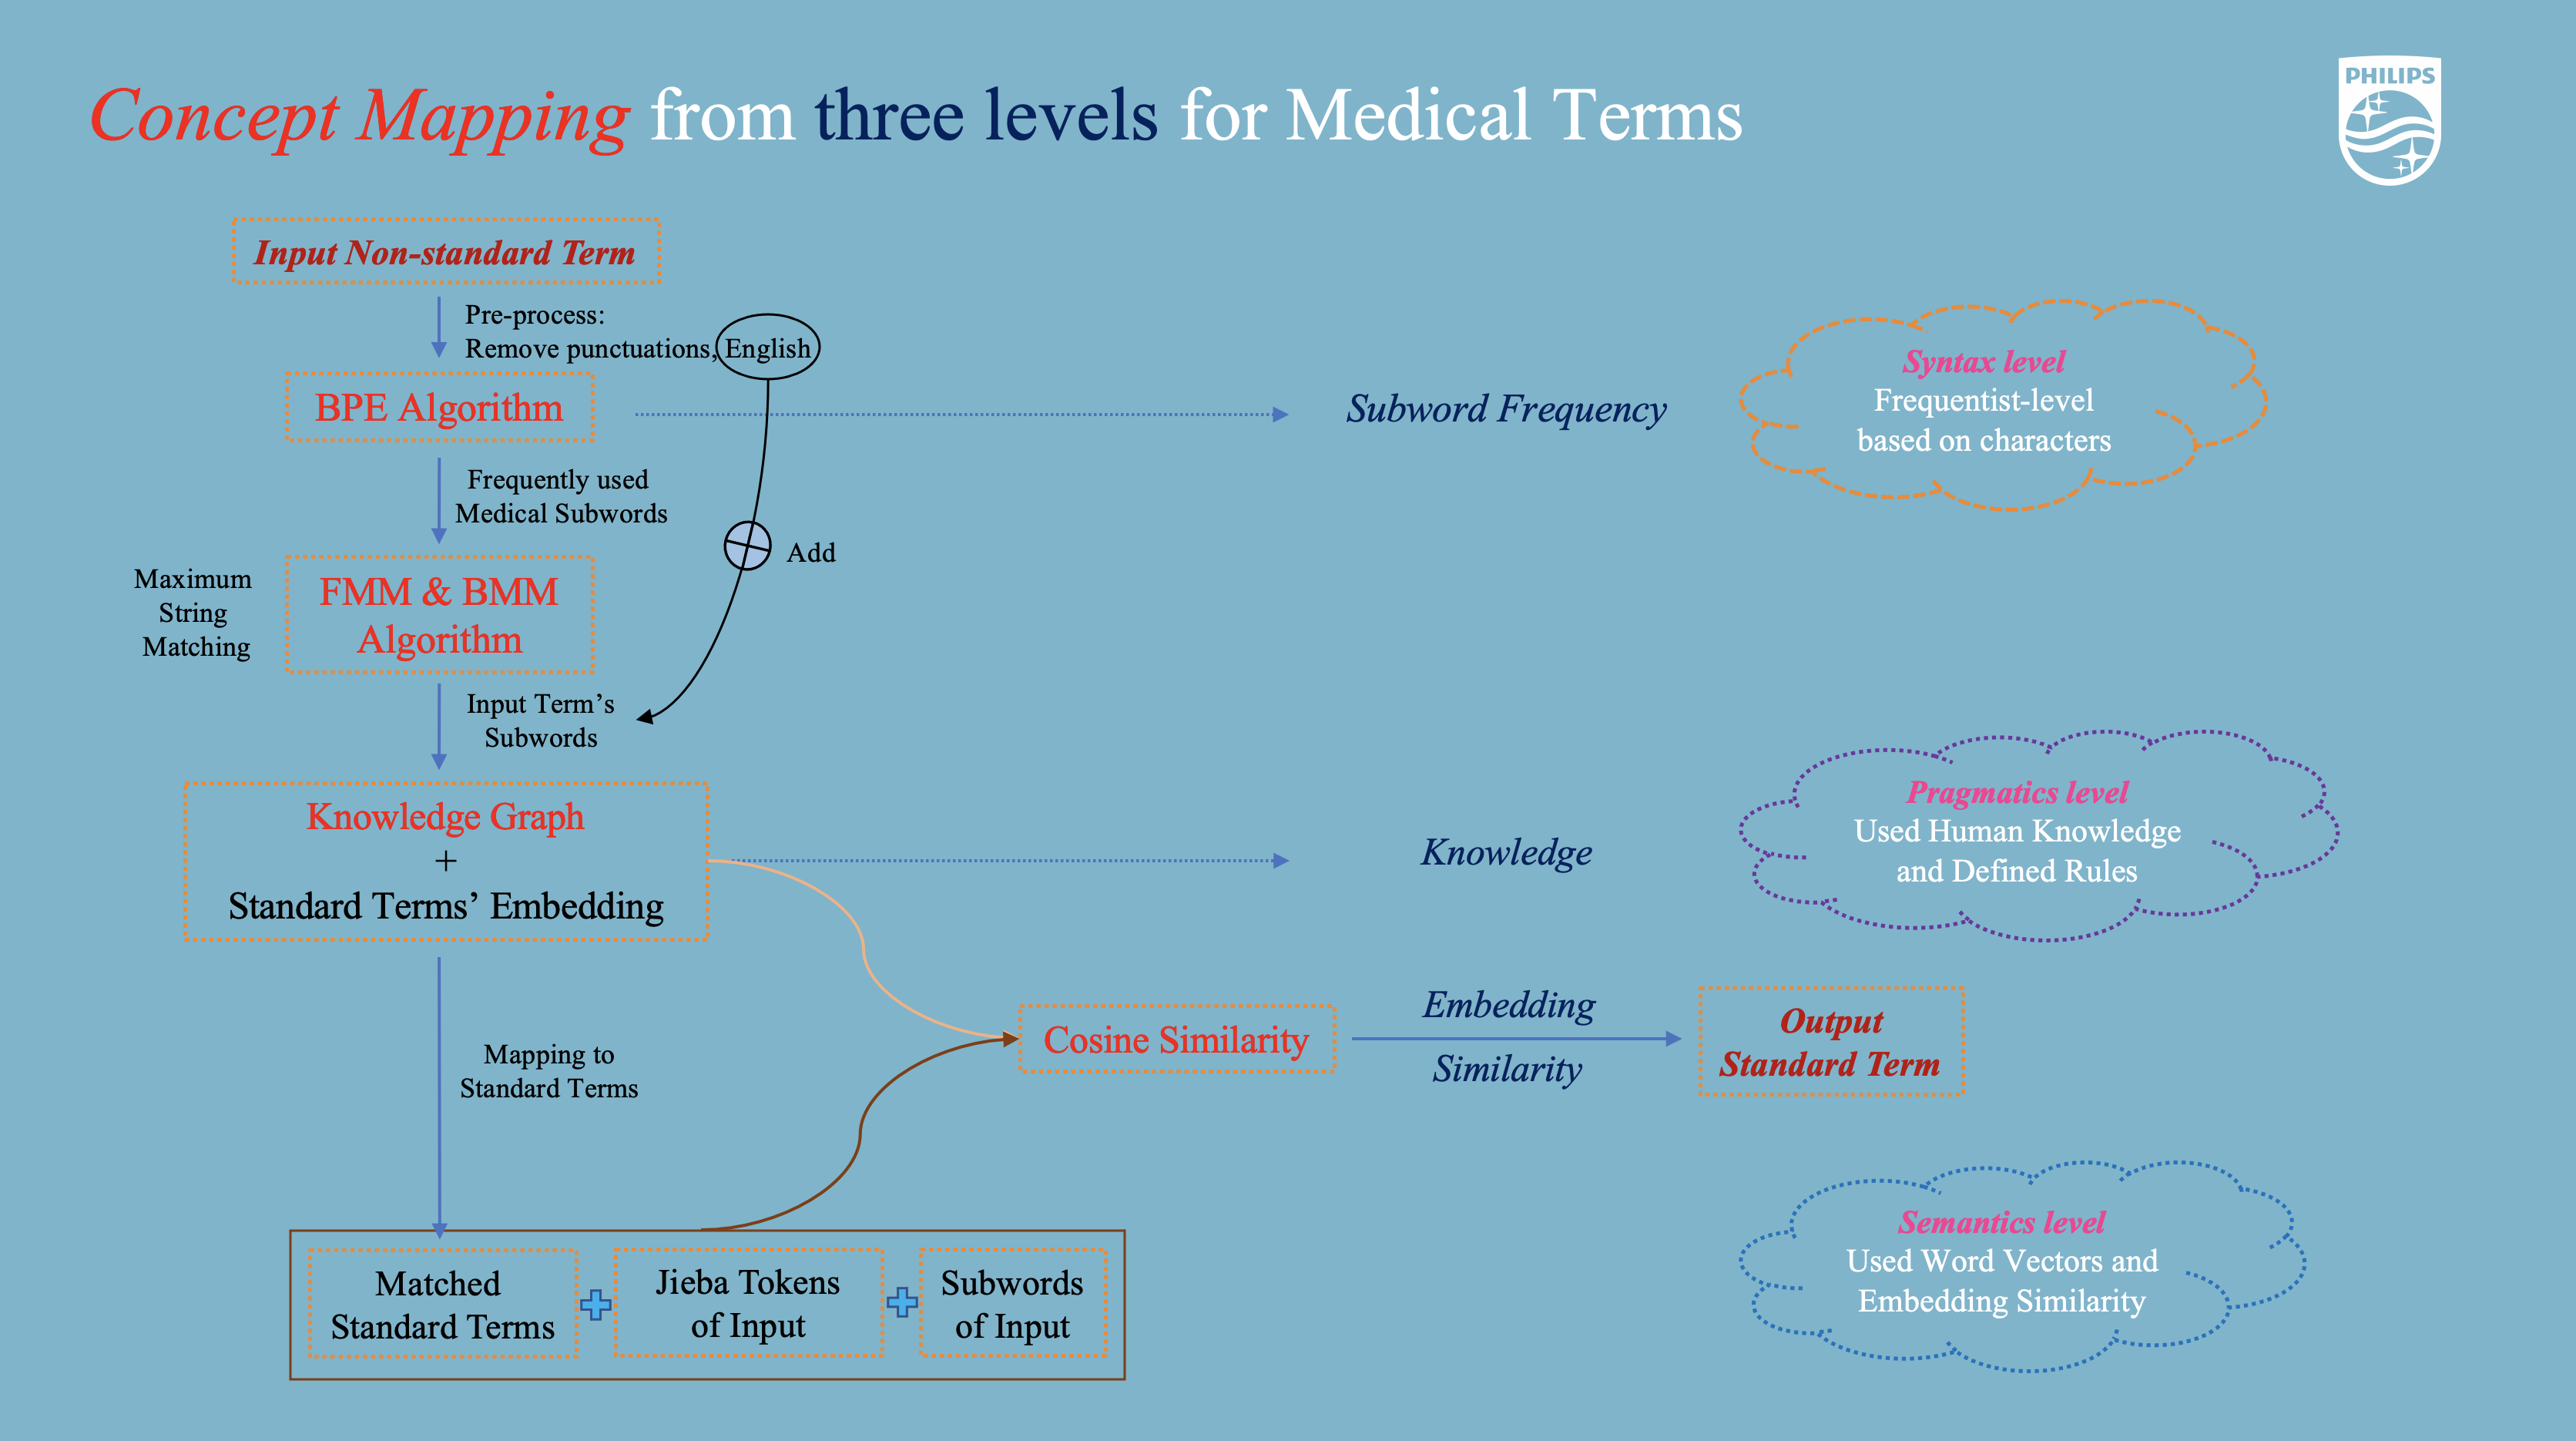 Concept Mapping from three levels for Medical Terms
PHILIPS
Input Non-standard Term
Pre-process:
Remove punctuations, English
BPE Algorithm
Subword Frequency
Syntax level
Frequentist-level
based on characters
Frequently used
Medical Subwords
Add
Maximum
String
Matching
FMM & BMM
Algorithm
Input Term’s
Subwords
Knowledge Graph
+
Standard Terms’ Embedding
Knowledge
Pragmatics level
Used Human Knowledge
and Defined Rules
Mapping to
Standard Terms
Cosine Similarity
Embedding
Similarity
Output
Standard Term
Semantics level
Used Word Vectors and
Embedding Similarity
Matched
Standard Terms
Jieba Tokens
of Input
Subwords
of Input